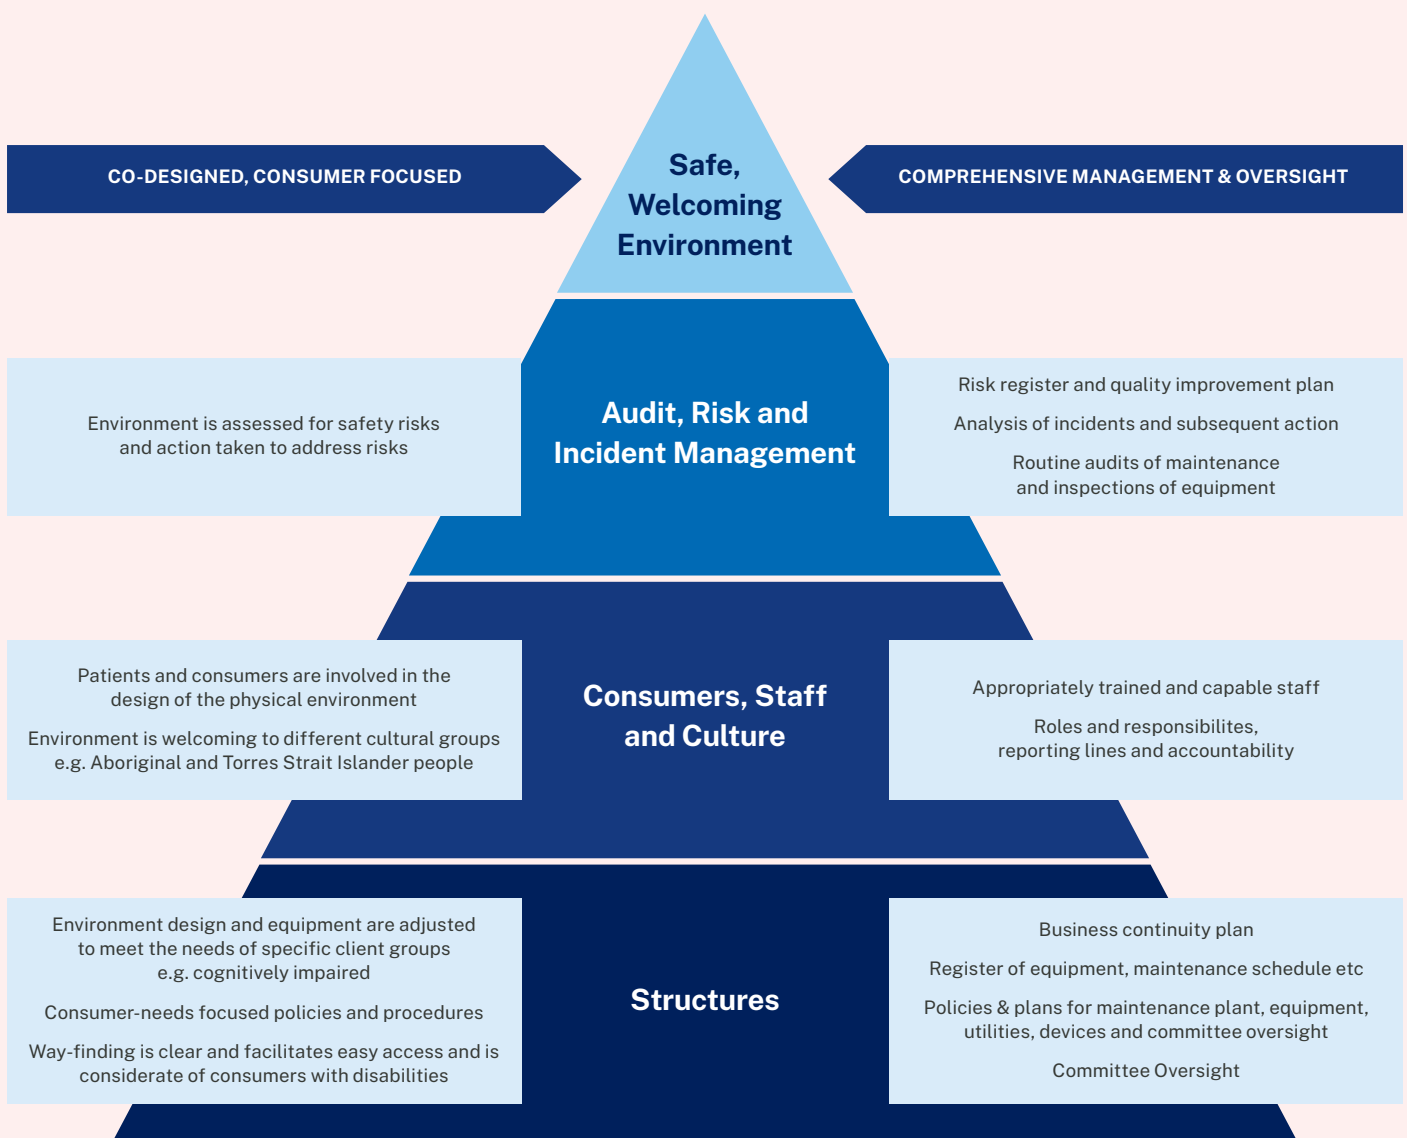 Safe,
Welcoming
Environment
CO-DESIGNED, CONSUMER FOCUSED
COMPREHENSIVE MANAGEMENT & OVERSIGHT
Environment is assessed for safety risks
and action taken to address risks
Audit, Risk and
Incident Management
Risk register and quality improvement plan
Analysis of incidents and subsequent action
Routine audits of maintenance
and inspections of equipment
Patients and consumers are involved in the
design of the physical environment
Environment is welcoming to different cultural groups
e.g. Aboriginal and Torres Strait Islander people
Consumers, Staff
and Culture
Appropriately trained and capable staff
Roles and responsibilites,
reporting lines and accountability
Environment design and equipment are adjusted
to meet the needs of specific client groups
e.g. cognitively impaired
Consumer-needs focused policies and procedures
Way-finding is clear and facilitates easy access and is
considerate of consumers with disabilities
Structures
Business continuity plan
Register of equipment, maintenance schedule etc
Policies & plans for maintenance plant, equipment,
utilities, devices and committee oversight
Committee Oversight